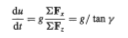 du/dt = g ΣF_x/ΣF_z = g/ tan γ